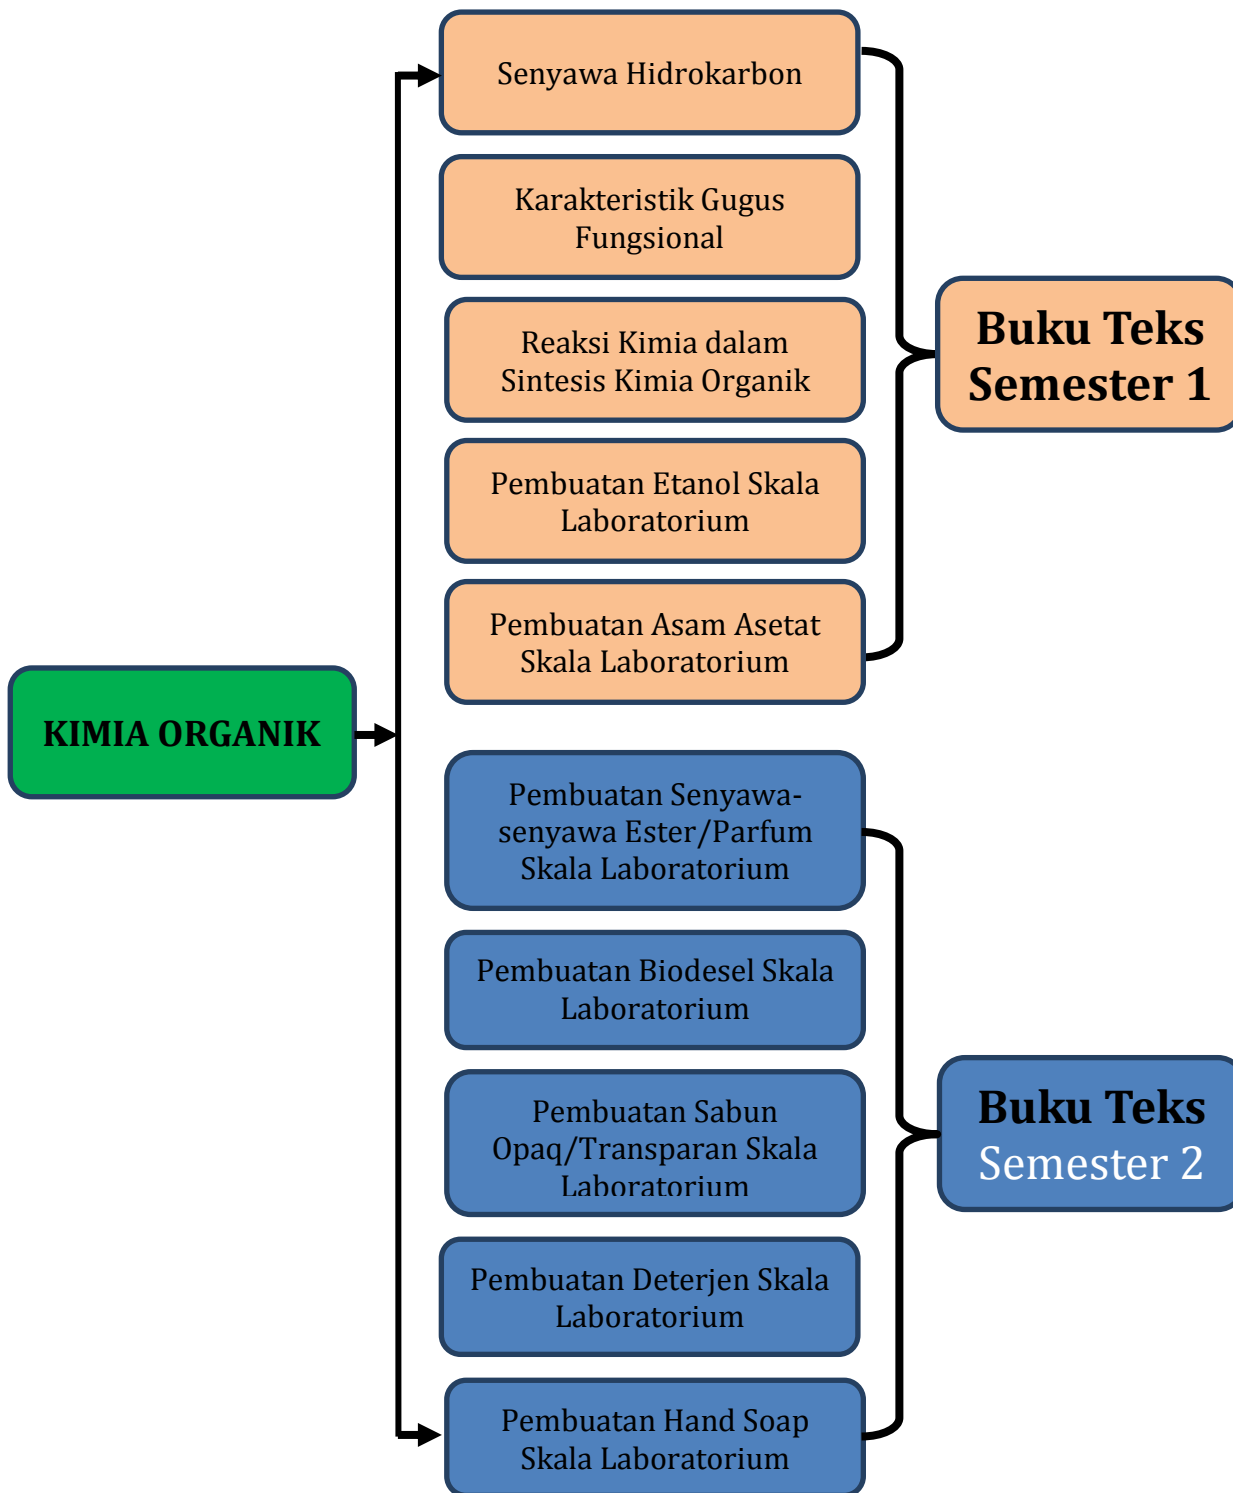 Senyawa Hidrokarbon
Karakteristik Gugus
Fungsional
Reaksi Kimia dalam
Sintesis Kimia Organik
Pembuatan Etanol Skala
Laboratorium
Pembuatan Asam Asetat
Skala Laboratorium
Buku Teks
Semester 1
KIMIA ORGANIK
Pembuatan Senyawa-
senyawa Ester/Parfum
Skala Laboratorium
Pembuatan Biodesel Skala
Laboratorium
Pembuatan Sabun
Opaq/Transparan Skala
Laboratorium
Pembuatan Deterjen Skala
Laboratorium
Pembuatan Hand Soap
Skala Laboratorium
Buku Teks
Semester 2